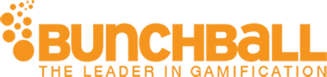 BUNCHBALL
THE LEADER IN GAMIFICATION